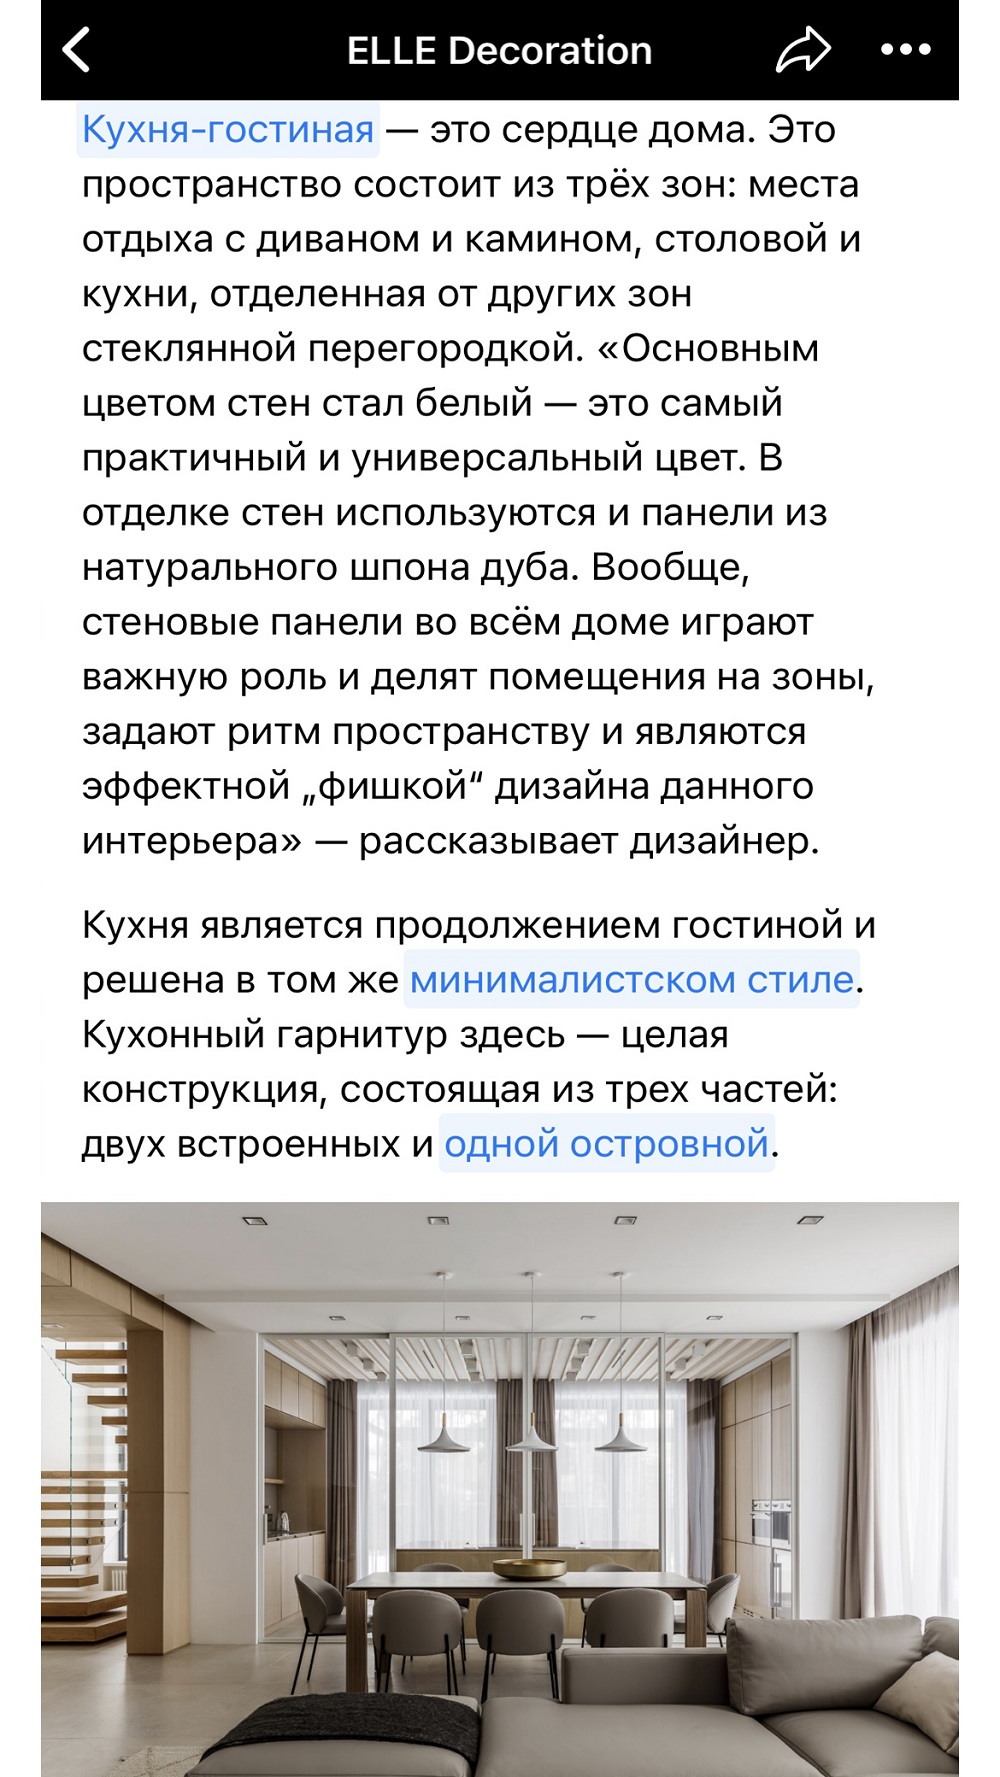 ELLE Decoration
Кухня-гостиная — это сердце дома. Это
пространство состоит из трёх зон: места
отдыха с диваном и камином, столовой и
кухни, отделенная от других зон
стеклянной перегородкой. «Основным
цветом стен стал белый — это самый
практичный и универсальный цвет. В
отделке стен используются и панели из
натурального шпона дуба. Вообще,
стеновые панели во всём доме играют
важную роль и делят помещения на зоны,
задают ритм пространству и являются
эффектной „фишкой“ дизайна данного
интерьера» — рассказывает дизайнер.
Кухня является продолжением гостиной и
решена в том же минималистском стиле.
Кухонный гарнитур здесь — целая
конструкция, состоящая из трех частей:
двух встроенных и одной островной.